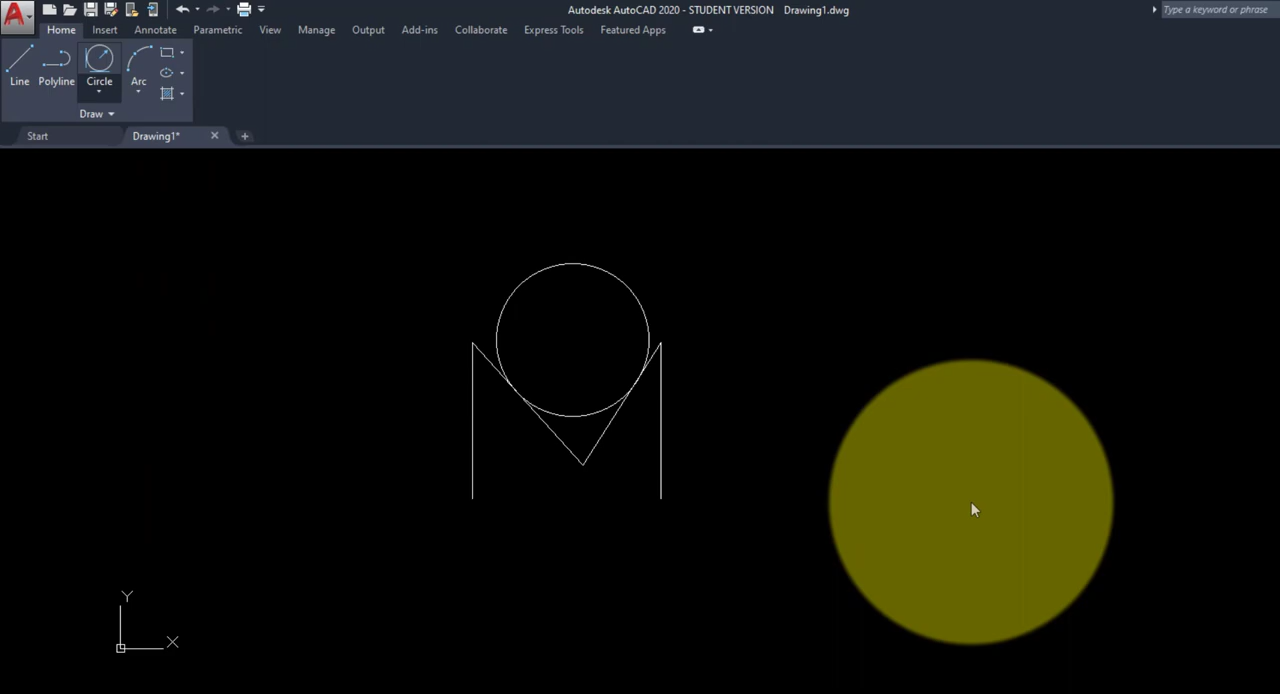 Autodesk AutoCAD 2020 - STUDENT VERSION Drawing1.dwg
Type a keyword or phrase
Home Insert Annotate Parametric View Manage Output Add-ins Collaborate Express Tools Featured Apps
Line Polyline Circle Arc
Draw
Start Drawing1*
Y
X